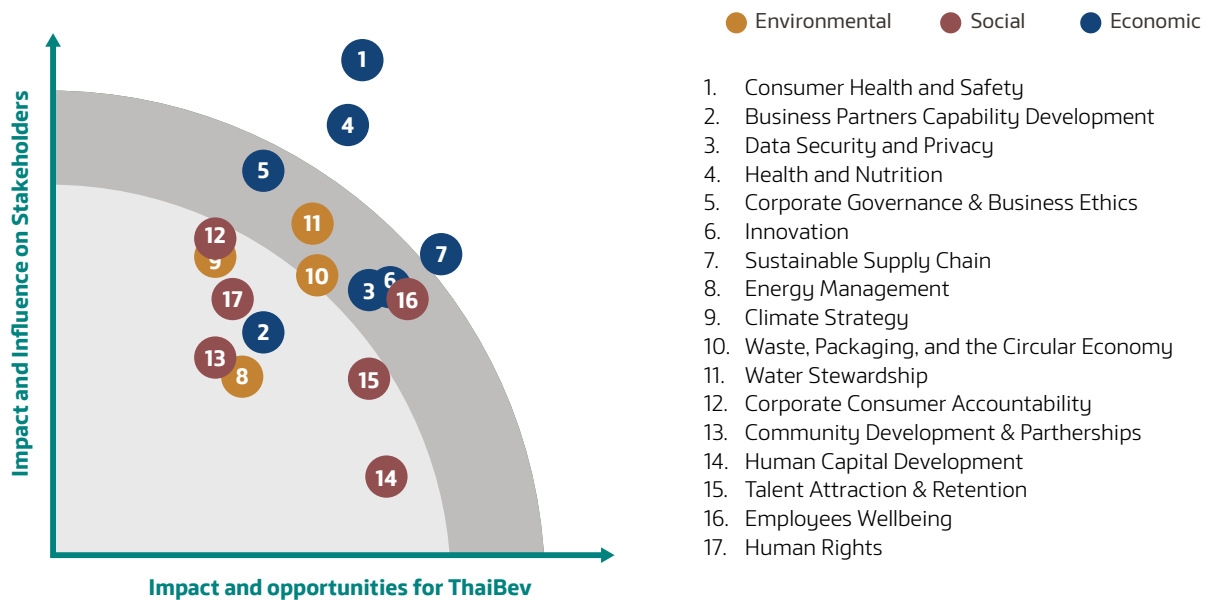 Environmental
Social
Economic
Impact and Influence on Stakeholders
1
4
5
11
12
7
9
10
6
3
16
17
2
13
8
15
14
Impact and opportunities for ThaiBev
1. Consumer Health and Safety
2. Business Partners Capability Development
3. Data Security and Privacy
4. Health and Nutrition
5. Corporate Governance & Business Ethics
6. Innovation
7. Sustainable Supply Chain
8. Energy Management
9. Climate Strategy
10. Waste, Packaging, and the Circular Economy
11. Water Stewardship
12. Corporate Consumer Accountability
13. Community Development & Partherships
14. Human Capital Development
15. Talent Attraction & Retention
16. Employees Wellbeing
17. Human Rights